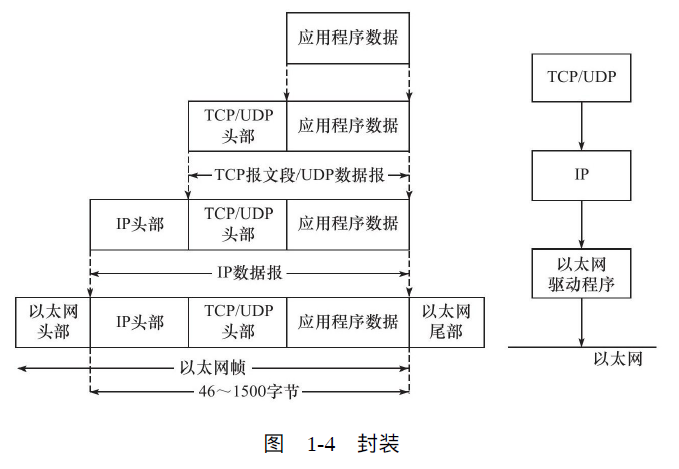 应用程序数据
TCP/UDP
头部
应用程序数据
TCP报文段/UDP数据报
IP头部
TCP/UDP
头部
应用程序数据
IP数据报
以太网
头部
IP头部
TCP/UDP
头部
应用程序数据
以太网
尾部
以太网帧
46～1500字节
TCP/UDP
IP
以太网
驱动程序
以太网
图 1-4 封装